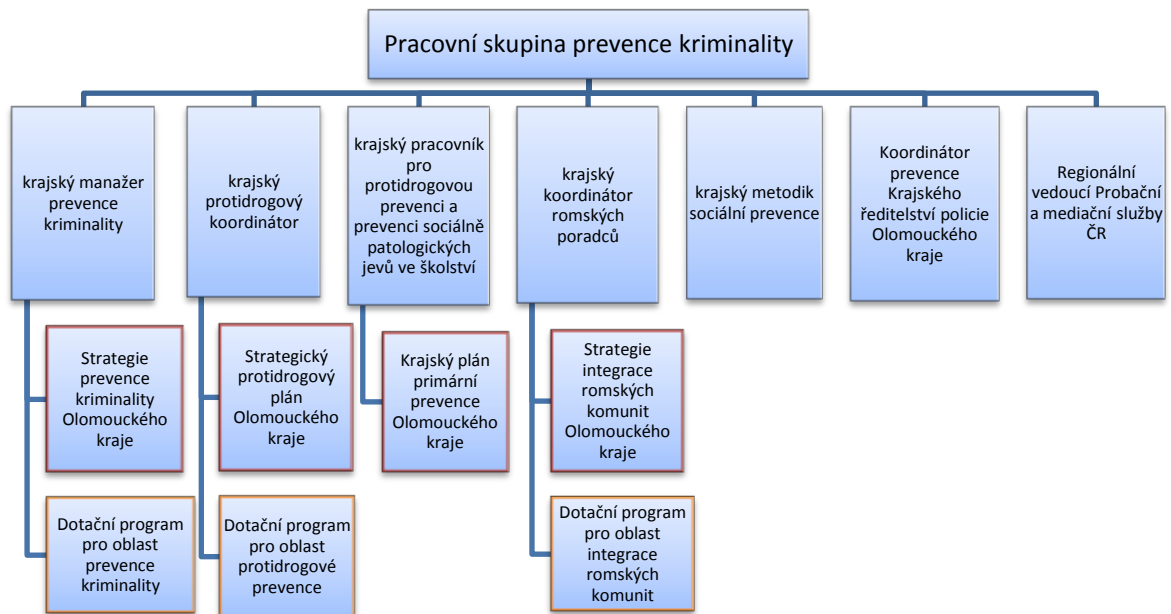 Pracovní skupina prevence kriminality
krajský manažer
prevence
kriminality
krajský
protidrogový
koordinátor
krajský pracovník
pro
protidrogovou
prevenci a
prevenci sociálně
patologických
jevů ve školství
krajský
koordinátor
romských
poradců
krajský metodik
sociální prevence
Koordinátor
prevence
Krajského
ředitelství policie
Olomouckého
kraje
Regionální
vedoucí Probační
a mediační služby
ČR
Strategie
prevence
kriminality
Olomouckého
kraje
Strategický
protidrogový
plán
Olomouckého
kraje
Krajský plán
primární
prevence
Olomouckého
kraje
Strategie
integrace
romských
komunit
Olomouckého
kraje
Dotační program
pro oblast
prevence
kriminality
Dotační program
pro oblast
protidrogové
prevence
Dotační program
pro oblast
integrace
romských
komunit